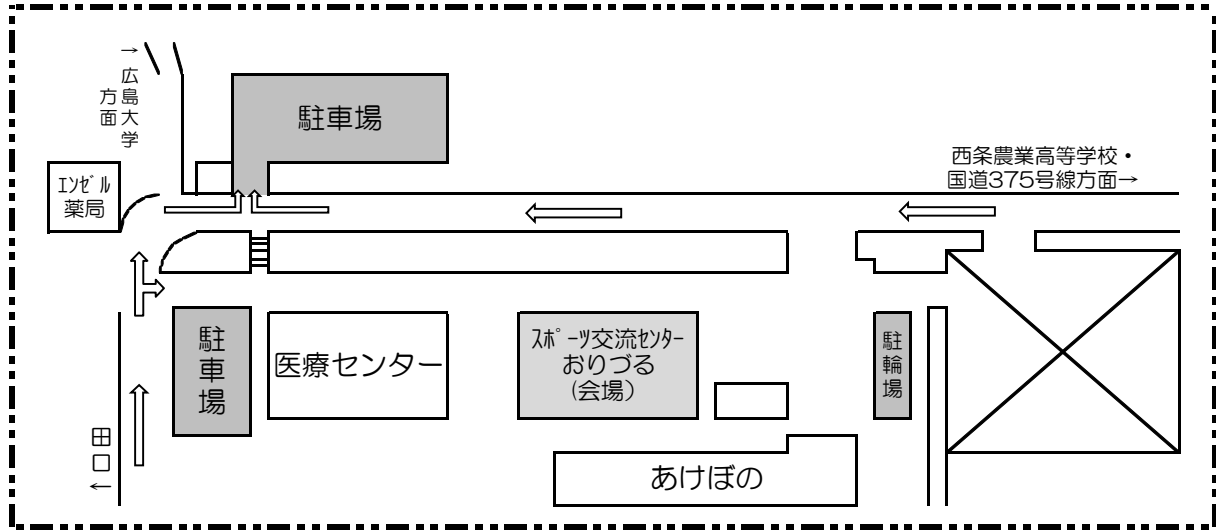 →広島大学
方面
駐車場
西条農業高等学校・
国道375号線方面→
ｴﾝｾﾞﾙ
薬局
駐車場
医療センター
ｽﾎﾟｰﾂ交流ｾﾝﾀｰ
おりづる
(会場)
駐輪場
田口←
あけぼの